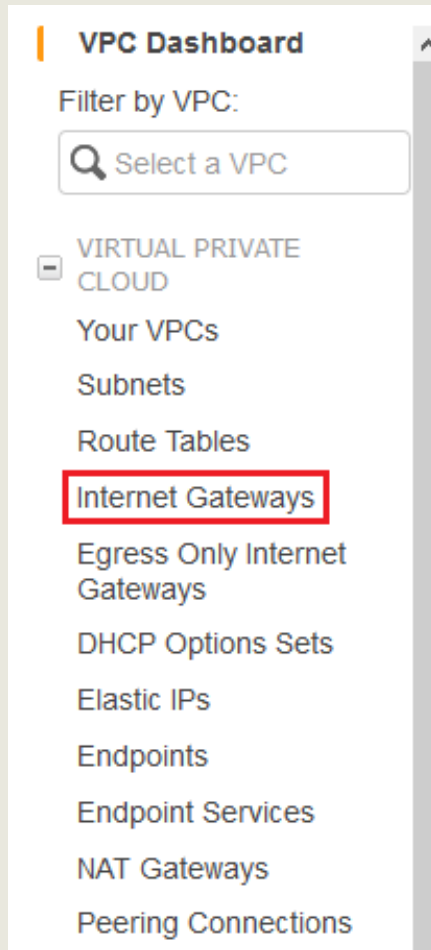 VPC Dashboard
Filter by VPC:
Select a VPC
VIRTUAL PRIVATE
CLOUD
Your VPCs
Subnets
Route Tables
Internet Gateways
Egress Only Internet
Gateways
DHCP Options Sets
Elastic IPs
Endpoints
Endpoint Services
NAT Gateways
Peering Connections